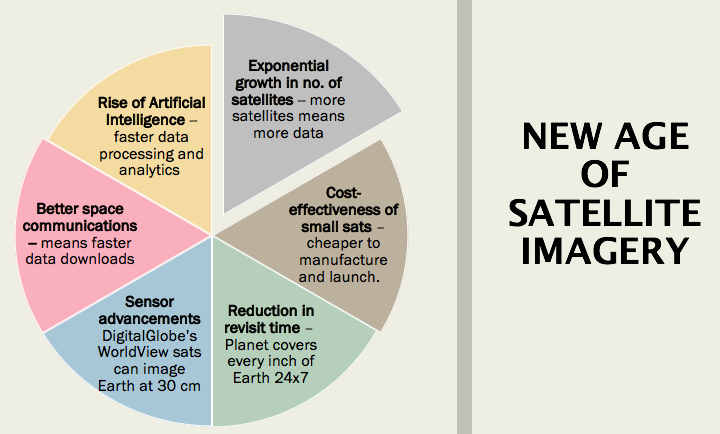 Exponential
growth in no. of
satellites – more
satellites means
more data
Cost-
effectiveness of
small sats –
cheaper to
manufacture
and launch.
Reduction in
revisit time –
Planet covers
every inch of
Earth 24x7
Sensor
advancements
DigitalGlobe's
WorldView sats
can image
Earth at 30 cm
Better space
communications
– means faster
data downloads
Rise of Artificial
Intelligence –
faster data
processing and
analytics
NEW AGE
OF
SATELLITE
IMAGERY